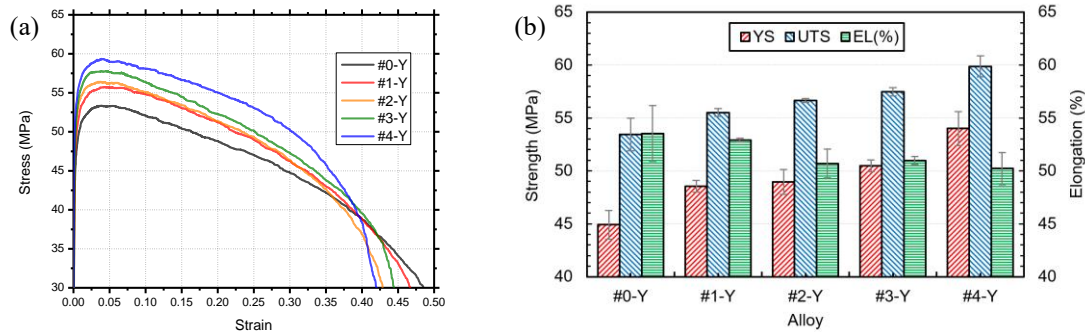 (a)
65
60
55
50
45
40
35
30
0.00 0.05 0.10 0.15 0.20 0.25 0.30 0.35 0.40 0.45 0.50
Stress (MPa)
Strain
#0-Y
#1-Y
#2-Y
#3-Y
#4-Y
(b)
YS UTS EL(%)
65
60
55
50
45
40
Strength (MPa)
65
60
55
50
45
40
Elongation (%)
#0-Y #1-Y #2-Y #3-Y #4-Y
Alloy